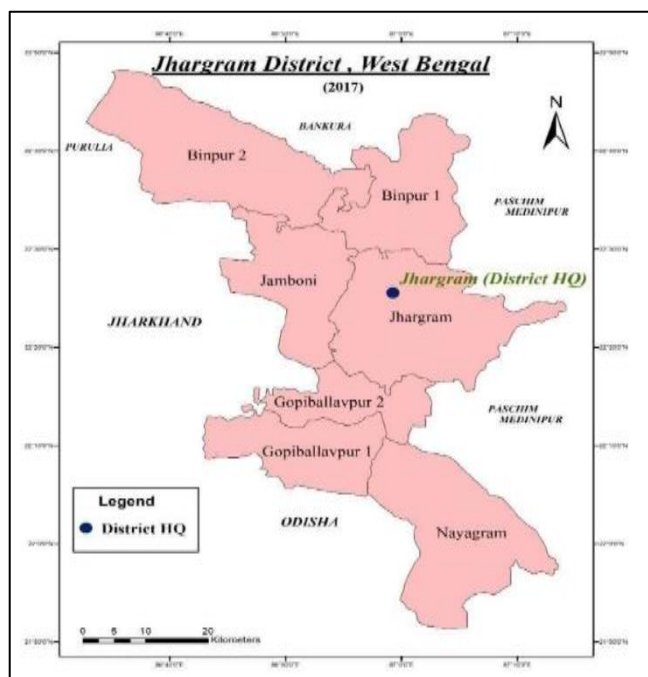 Jhargram District , West Bengal
(2017)
N
BANKURA
PURULIA
Binpur 2
Binpur 1
PASCHIM
MEDINIPUR
Jamboni
Jhargram (District HQ)
JHARKHAND
Jhargram
Gopiballavpur 2
PASCHIM
MEDINIPUR
Gopiballavpur 1
Legend
District HQ
ODISHA
Nayagram
0 5 10 20
Kilometers